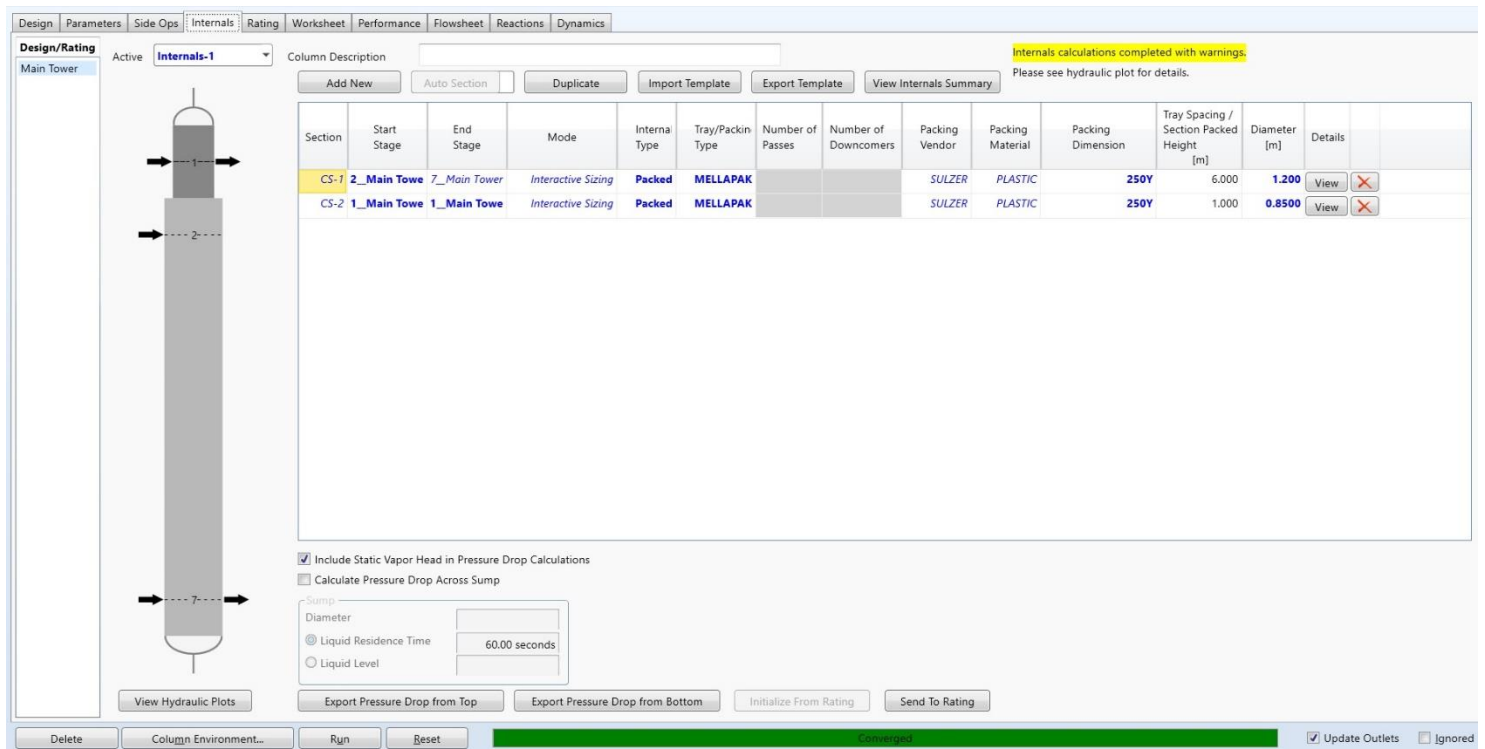 Design Parameters Side Ops Internals Rating Worksheet Performance Flowsheet Reactions Dynamics
Design/Rating
Main Tower
Active Internals-1 Column Description
Internals calculations completed with warnings.
Please see hydraulic plot for details.
Add New Auto Section Duplicate Import Template Export Template View Internals Summary
Section Start Stage End Stage Mode Interna Type Tray/Packin Type Number of Passes Number of Downcomers Packing Vendor Packing Material Packing Dimension Tray Spacing / Section Packed Height [m] Diameter [m] Details
CS-1 2__Main Towe 7__Main Tower Interactive Sizing Packed MELLAPAK SULZER PLASTIC 250Y 6.000 1.200 View
CS-2 1__Main Towe 1__Main Towe Interactive Sizing Packed MELLAPAK SULZER PLASTIC 250Y 1.000 0.8500 View
1
2
7
Include Static Vapor Head in Pressure Drop Calculations
Calculate Pressure Drop Across Sump
Sump
Diameter
Liquid Residence Time 60.00 seconds
Liquid Level
View Hydraulic Plots Export Pressure Drop from Top Export Pressure Drop from Bottom Initialize From Rating Send To Rating
Delete Column Environment... Run Reset Converged Update Outlets Ignored